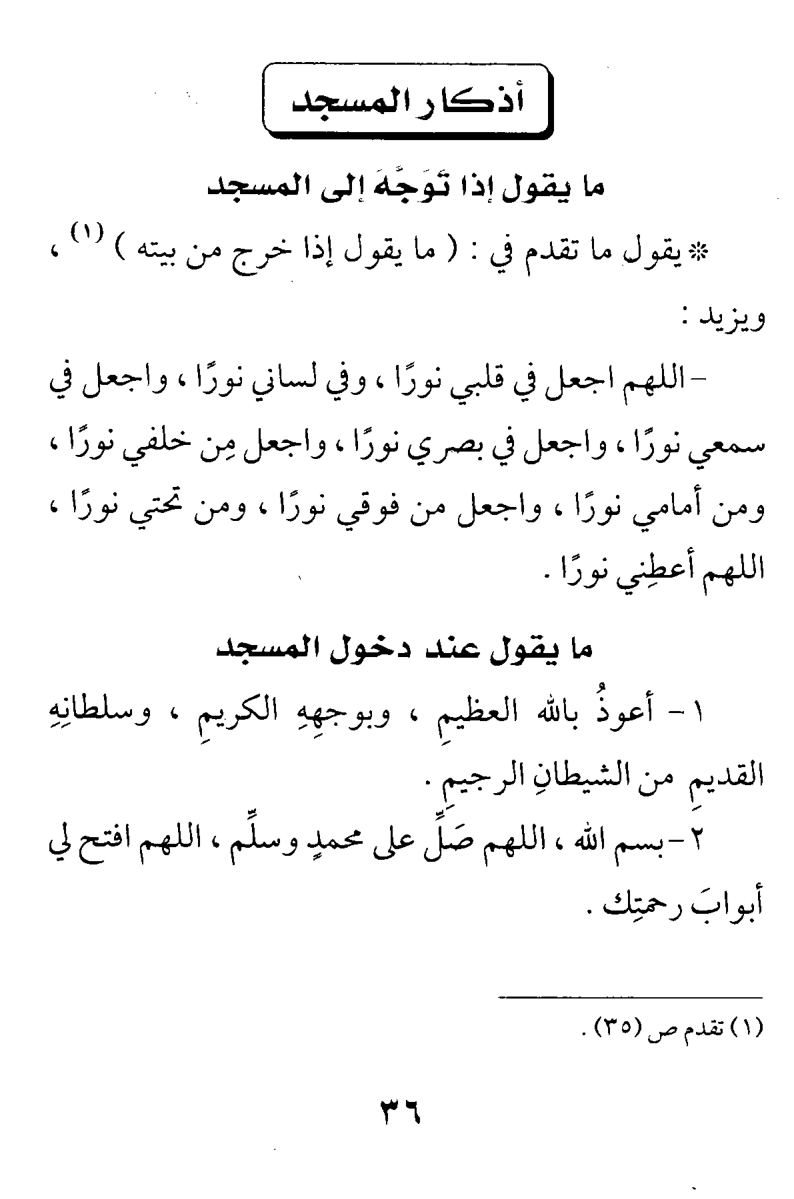 أذكار المسجد
ما يقول إذا تَوَجَّهَ إلى المسجد
* يقول ما تقدم في : ( ما يقول إذا خرج من بيته ) (١) ،
ويزيد :
– اللهم اجعل في قلبي نورًا ، وفي لساني نورًا ، واجعل في
سمعي نورًا ، واجعل في بصري نورًا ، واجعل مِن خلفي نورًا ،
ومن أمامي نورًا ، واجعل من فوقي نورًا ، ومن تحتي نورًا ،
اللهم أعطِني نورًا .
ما يقول عند دخول المسجد
١ – أعوذُ بالله العظيمِ ، وبوجهِهِ الكريمِ ، وسلطانِهِ
القديمِ من الشيطانِ الرجيمِ .
٢ – بسم الله ، اللهم صَلِّ على محمدٍ وسلِّم ، اللهم افتح لي
أبوابَ رحمتِك .
(١) تقدم ص (٣٥) .
٣٦